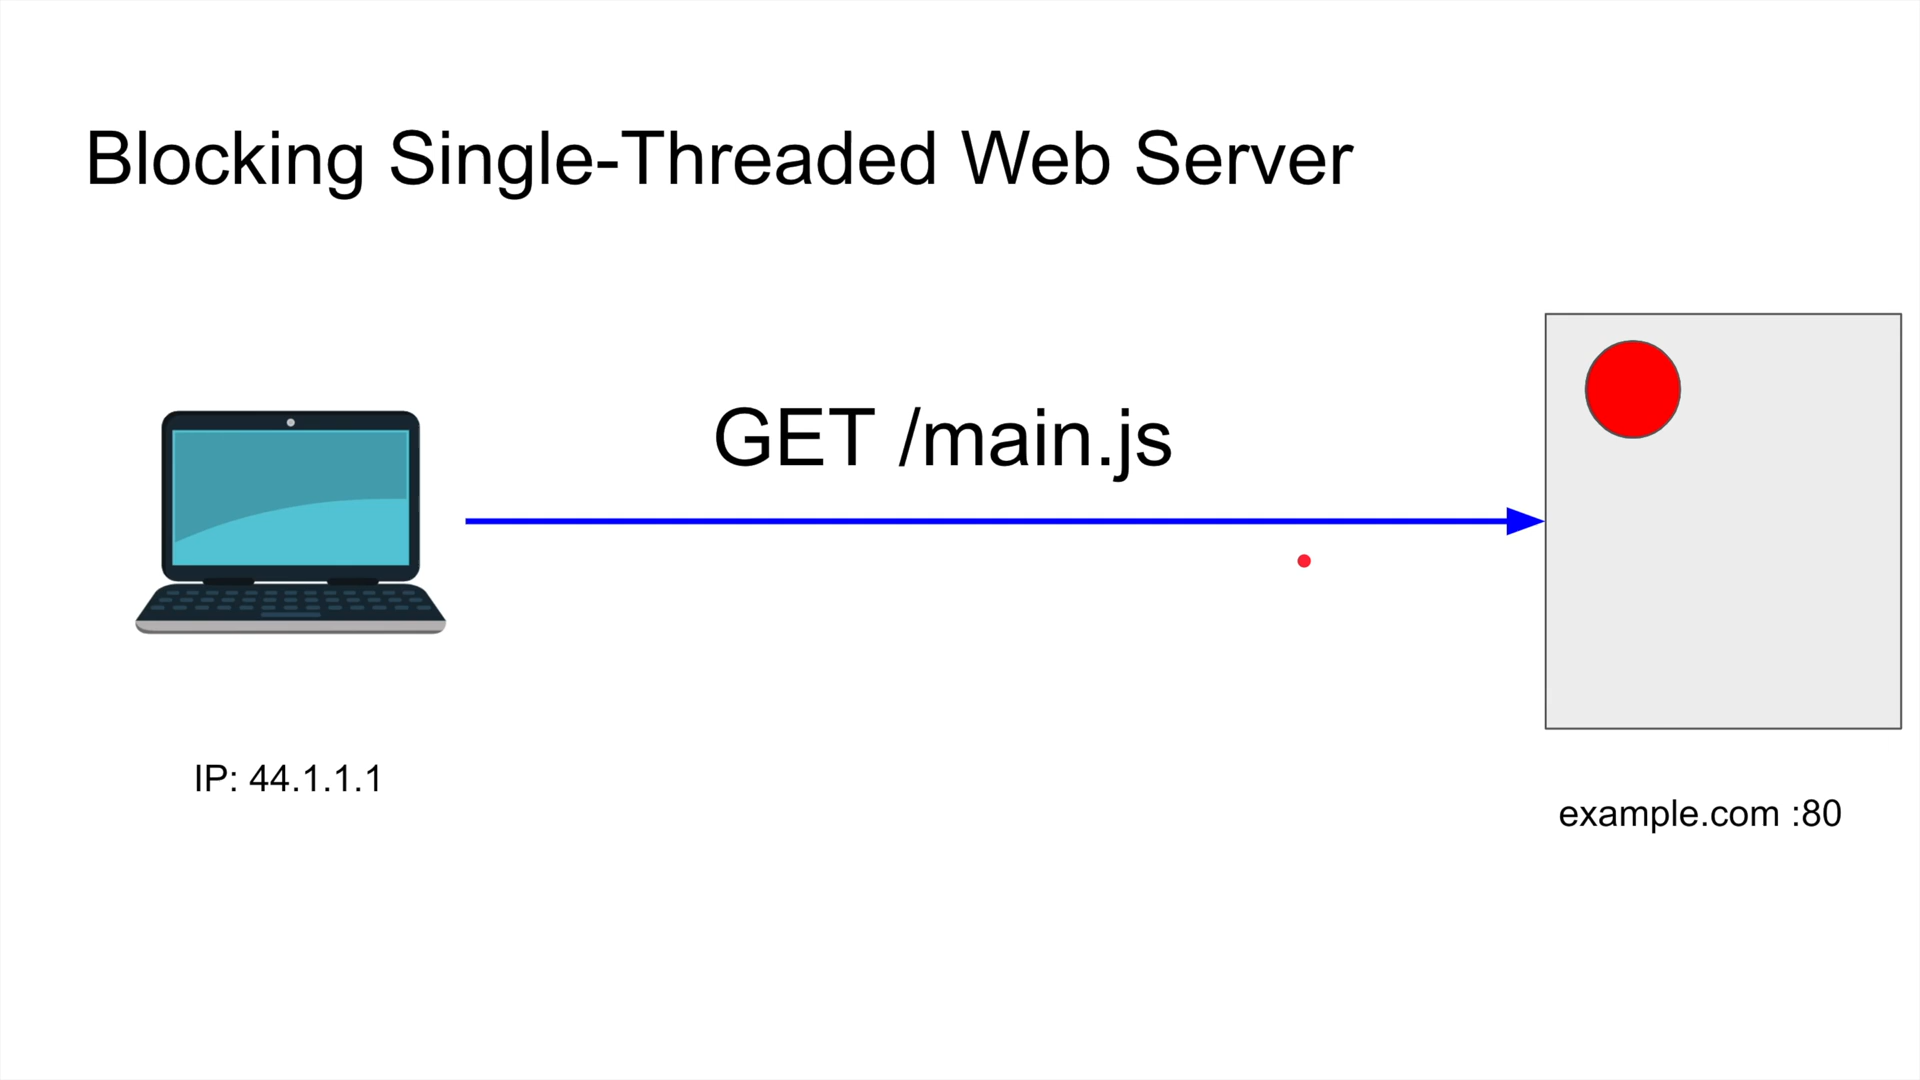 Blocking Single-Threaded Web Server
GET /main.js
IP: 44.1.1.1
example.com :80